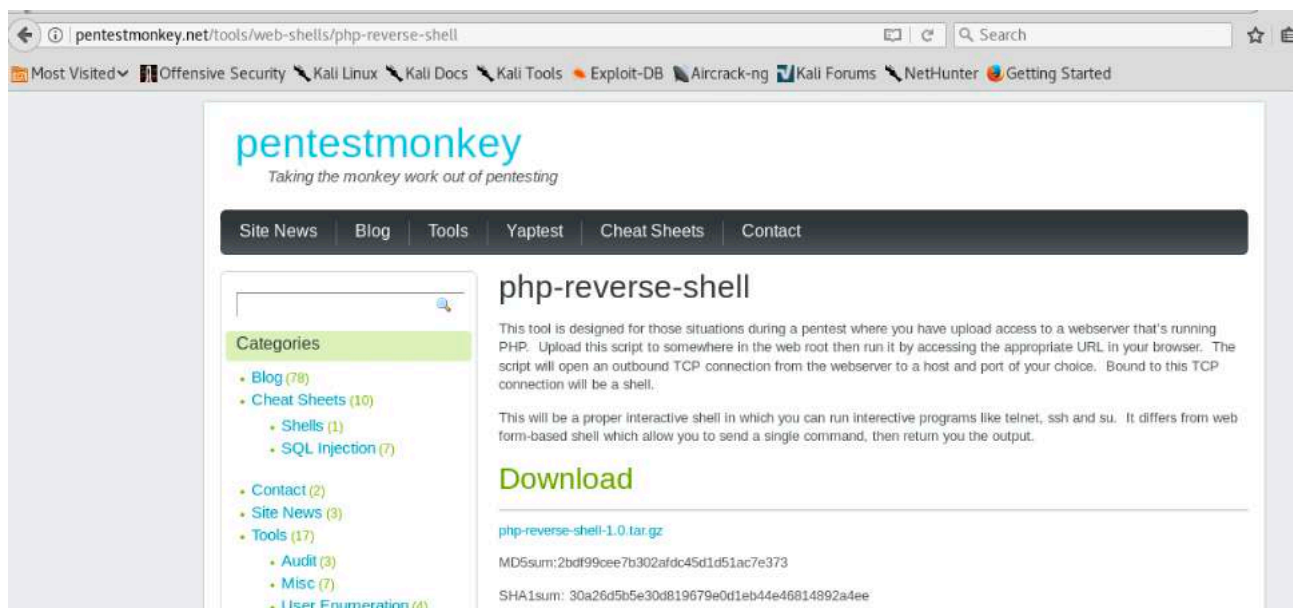 pentestmonkey.net/tools/web-shells/php-reverse-shell
Search
Most Visited
Offensive Security
Kali Linux
Kali Docs
Kali Tools
Exploit-DB
Aircrack-ng
Kali Forums
NetHunter
Getting Started
pentestmonkey
Taking the monkey work out of pentesting
Site News
Blog
Tools
Yaptest
Cheat Sheets
Contact
Categories
Blog (78)
Cheat Sheets (10)
Shells (1)
SQL Injection (7)
Contact (2)
Site News (3)
Tools (17)
Audit (3)
Misc (7)
User Enumeration (4)
php-reverse-shell
This tool is designed for those situations during a pentest where you have upload access to a webserver that's running
PHP. Upload this script to somewhere in the web root then run it by accessing the appropriate URL in your browser. The
script will open an outbound TCP connection from the webserver to a host and port of your choice. Bound to this TCP
connection will be a shell.
This will be a proper interactive shell in which you can run interective programs like telnet, ssh and su. It differs from web
form-based shell which allow you to send a single command, then return you the output.
Download
php-reverse-shell-1.0.tar.gz
MD5sum:2bdf99cee7b302afdc45d1d51ac7e373
SHA1sum: 30a26d5b5e30d819679e0d1eb44e46814892a4ee